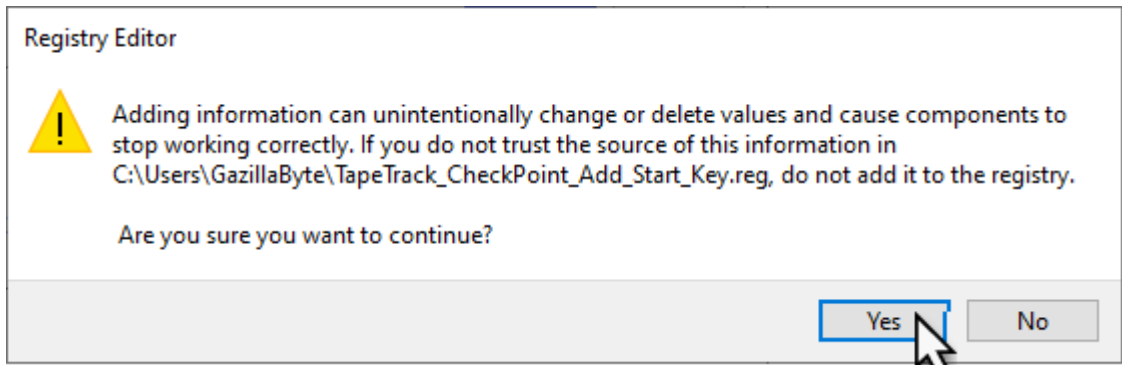 Registry Editor
Adding information can unintentionally change or delete values and cause components to
stop working correctly. If you do not trust the source of this information in
C:\Users\GazillaByte\TapeTrack_CheckPoint_Add_Start_Key.reg, do not add it to the registry.
Are you sure you want to continue?
Yes No